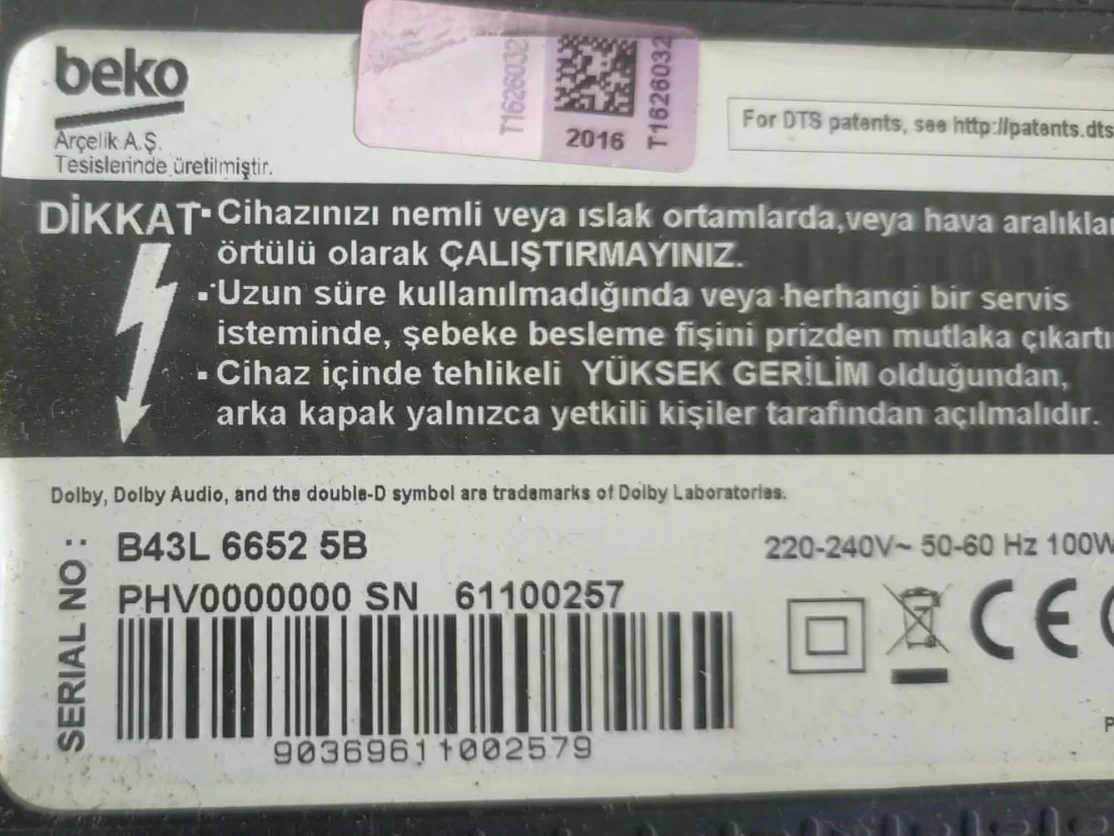 beko
Arçelik A.Ş.
Tesislerinde üretilmiştir.
T1626032
2016
T1626032
For DTS patents, see http://patents.dts
DİKKAT
▪ Cihazınızı nemli veya ıslak ortamlarda,veya hava aralıkla
örtülü olarak ÇALIŞTIRMAYINIZ.
▪ Uzun süre kullanılmadığında veya herhangi bir servis
isteminde, şebeke besleme fişini prizden mutlaka çıkartı
▪ Cihaz içinde tehlikeli YÜKSEK GERİLİM olduğundan,
arka kapak yalnızca yetkili kişiler tarafından açılmalıdır.
Dolby, Dolby Audio, and the double-D symbol are trademarks of Dolby Laboratories.
SERIAL NO :
B43L 6652 5B
PHV0000000 SN 61100257
90369611002579
220-240V~ 50-60 Hz 100W
CE
P